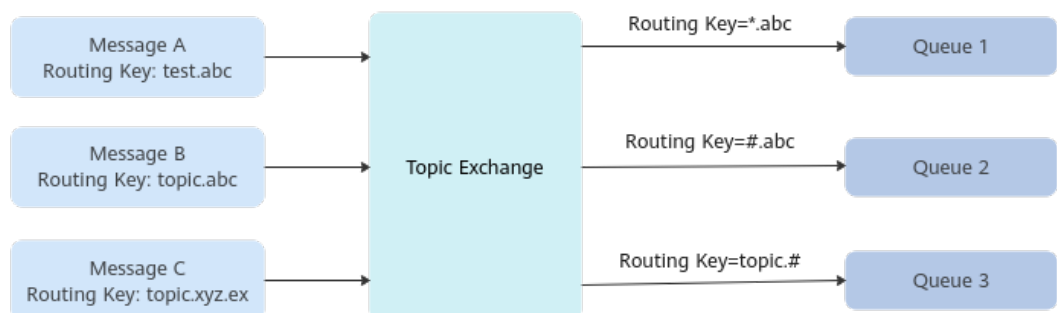 Message A
Routing Key: test.abc
Message B
Routing Key: topic.abc
Message C
Routing Key: topic.xyz.ex
Topic Exchange
Routing Key=*.abc
Routing Key=#.abc
Routing Key=topic.#
Queue 1
Queue 2
Queue 3